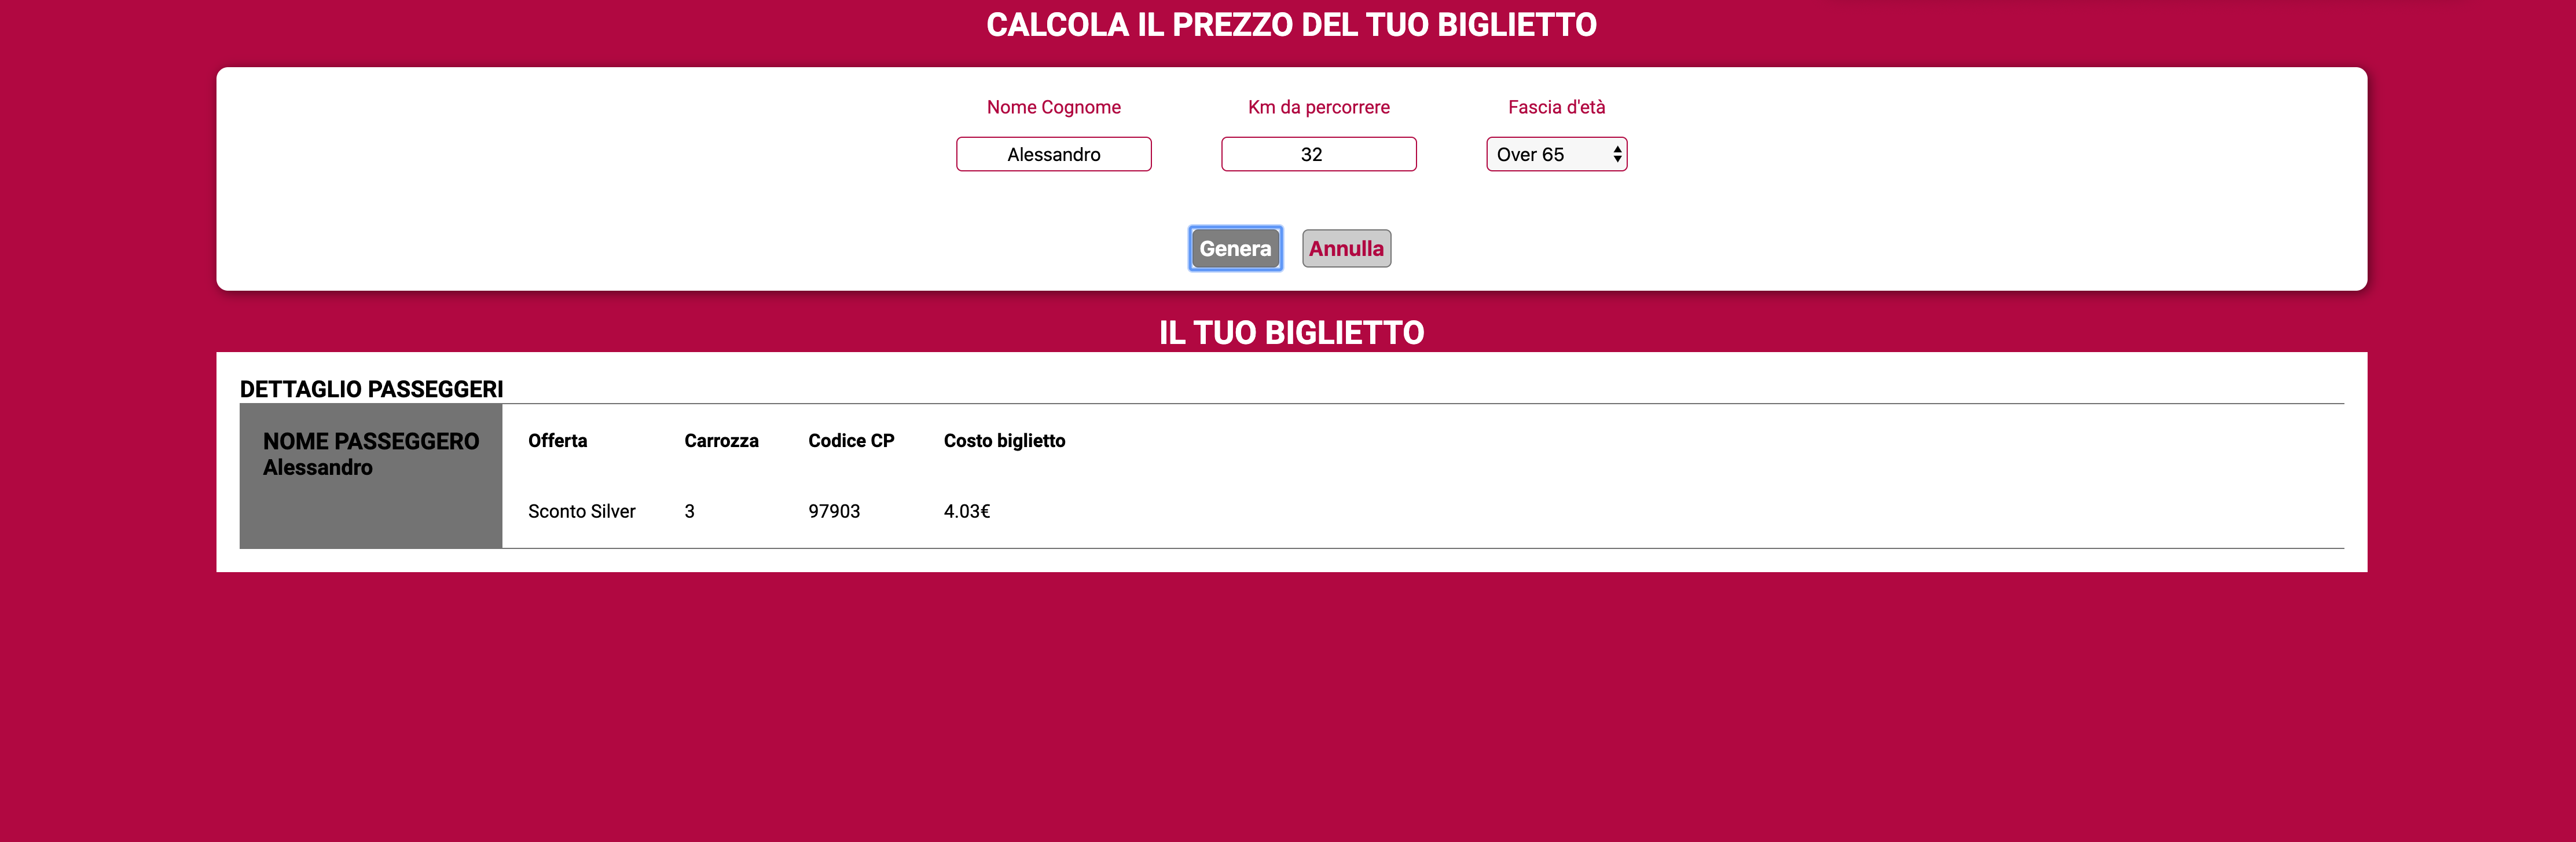 CALCOLA IL PREZZO DEL TUO BIGLIETTO
Nome Cognome Km da percorrere Fascia d'età
Alessandro 32 Over 65
Genera Annulla
IL TUO BIGLIETTO
DETTAGLIO PASSEGGERI
NOME PASSEGGERO Offerta Carrozza Codice CP Costo biglietto
Alessandro
Sconto Silver 3 97903 4.03€